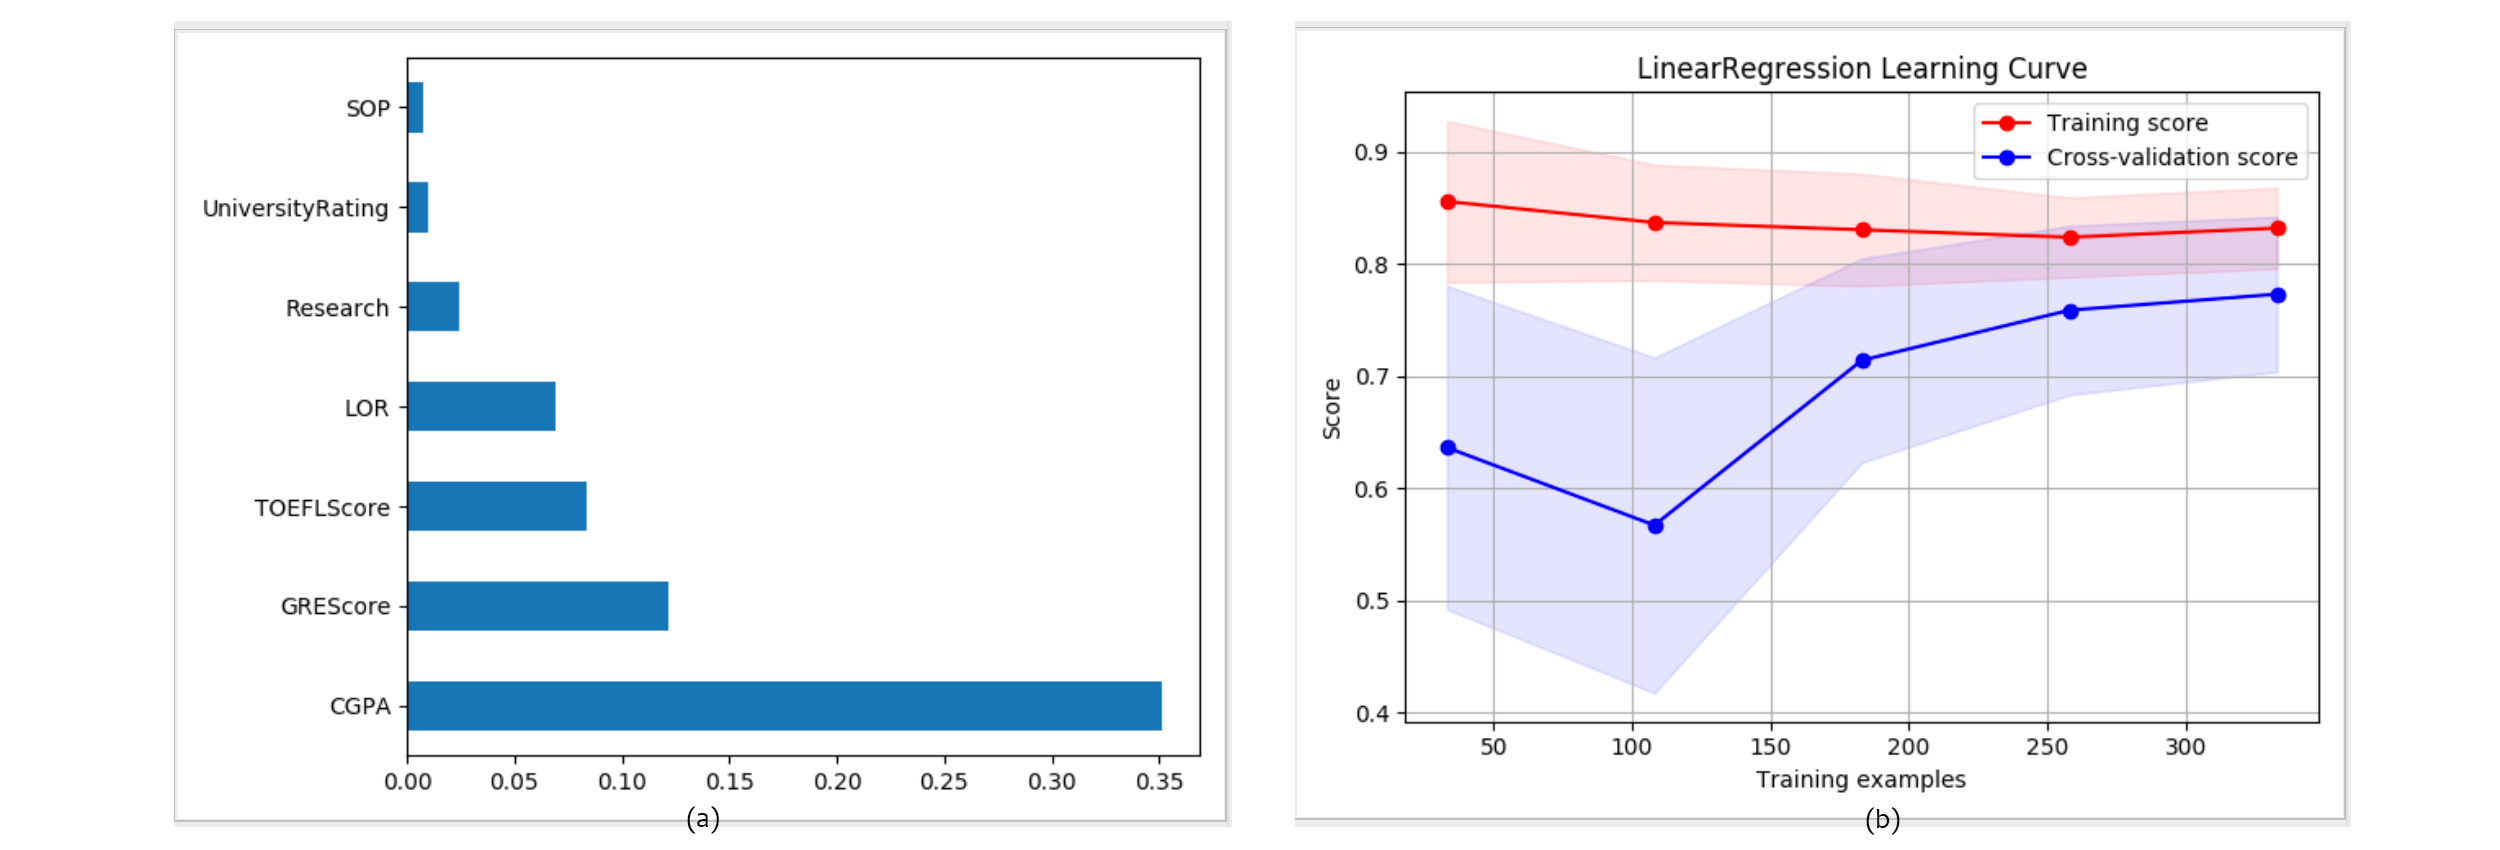 SOP
UniversityRating
Research
LOR
TOEFLScore
GREScore
CGPA
0.00 0.05 0.10 0.15 0.20 0.25 0.30 0.35
(a)
LinearRegression Learning Curve
Training score
Cross-validation score
0.9
0.8
0.7
0.6
0.5
0.4
Score
50 100 150 200 250 300
Training examples
(b)